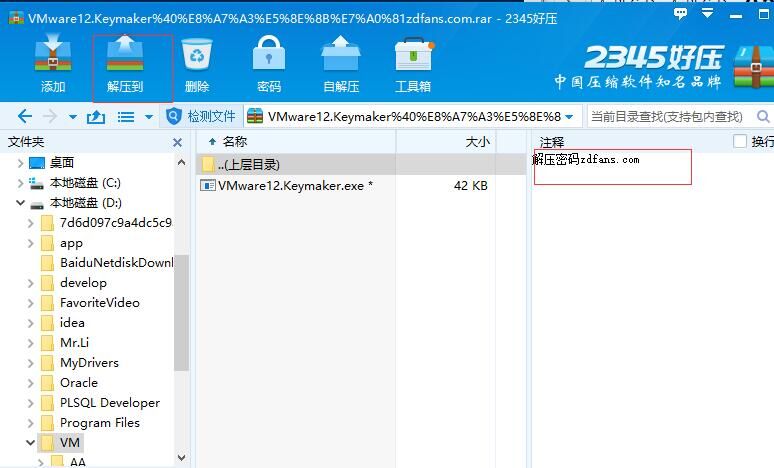 VMware12.Keymaker%40%E8%A7%A3%E5%8E%8B%E7%A0%81zdfans.com.rar - 2345好压
添加 解压到 删除 密码 自解压 工具箱
2345好压
中国压缩软件知名品牌
检测文件 VMware12.Keymaker%40%E8%A7%A3%E5%8E%8 当前目录查找(支持包内查找)
文件夹 名称 大小 注释 换行
桌面 ..(上层目录) 解压密码zdfans.com
本地磁盘 (C:) VMware12.Keymaker.exe * 42 KB
本地磁盘 (D:)
7d6d097c9a4dc5c9
app
BaiduNetdiskDownl
develop
FavoriteVideo
idea
Mr.Li
MyDrivers
Oracle
PLSQL Developer
Program Files
VM
AA